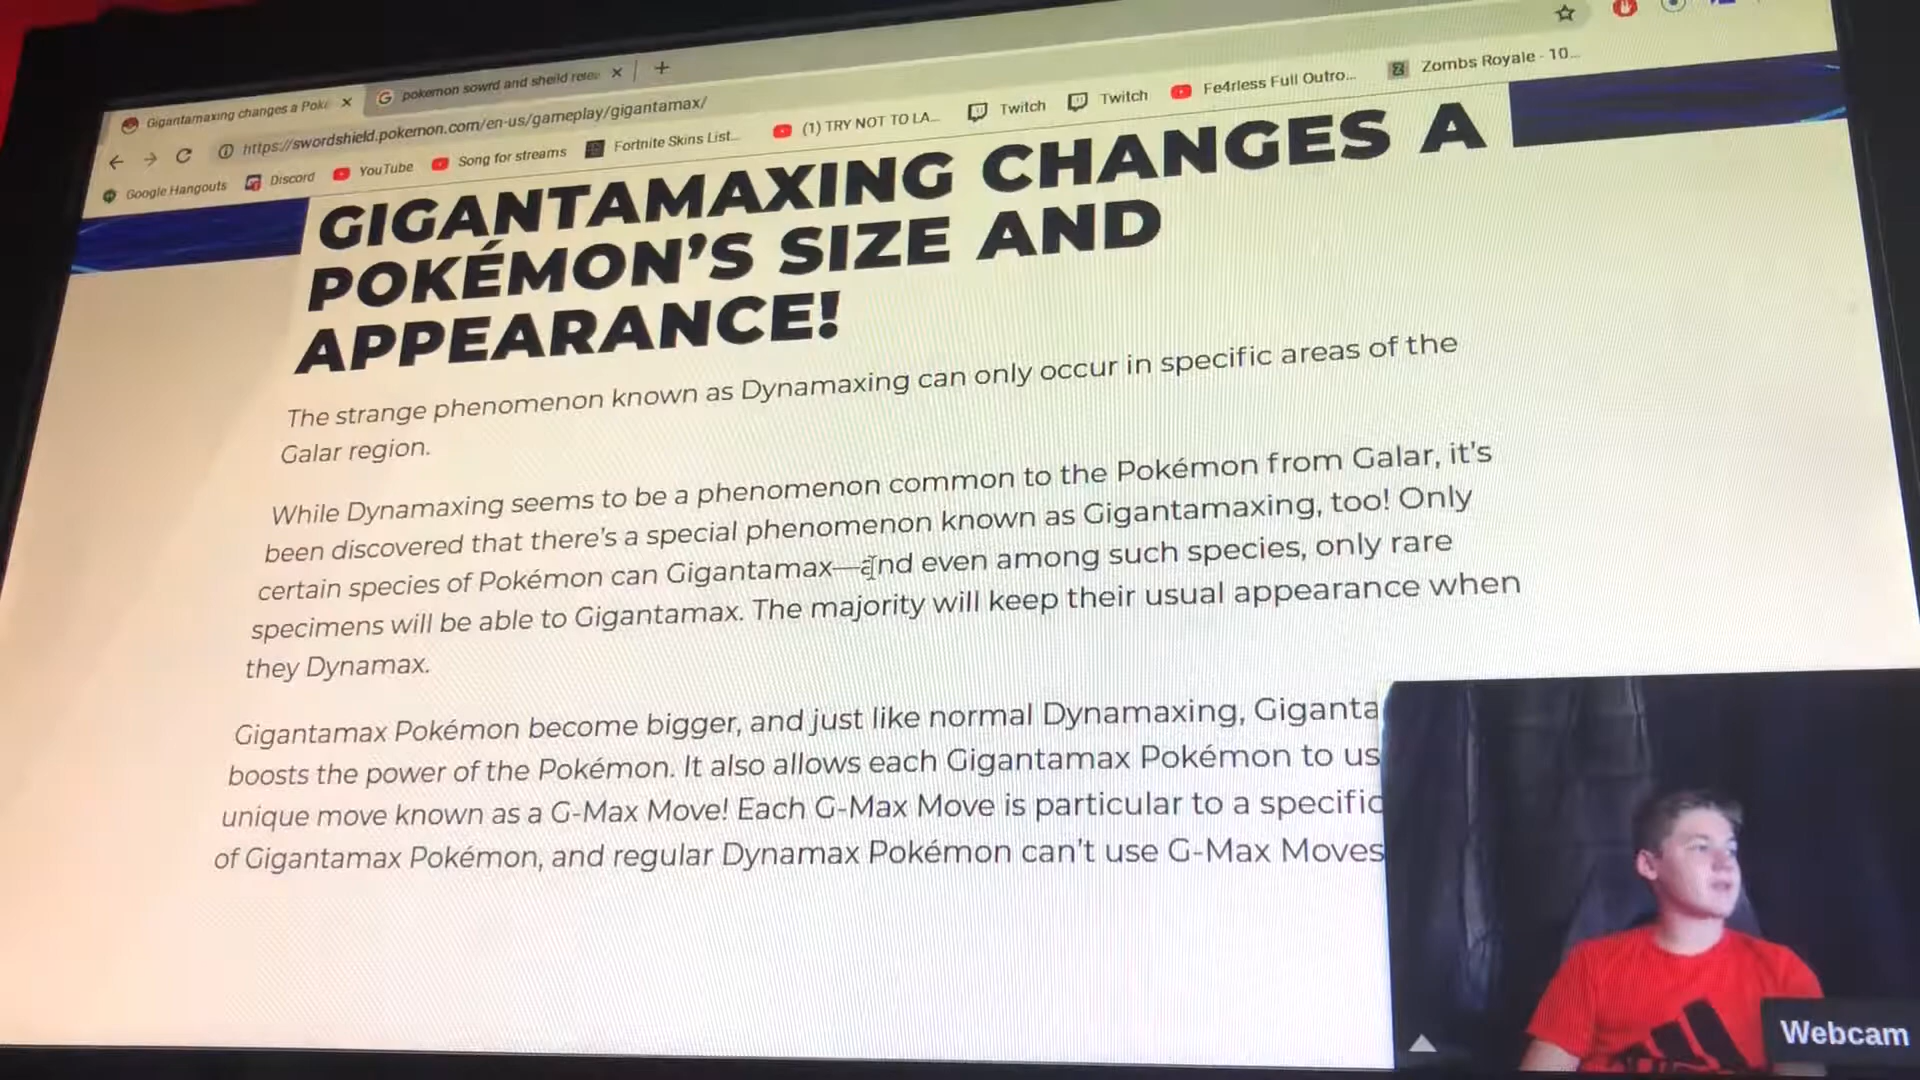 Gigantamaxing changes a Poké
pokemon sowrd and sheild relea
https://swordshield.pokemon.com/en-us/gameplay/gigantamax/
Google Hangouts Discord YouTube Song for streams Fortnite Skins List... (1) TRY NOT TO LA... Twitch Twitch Fe4rless Full Outro... Zombs Royale - 10...
GIGANTAMAXING CHANGES A
POKÉMON'S SIZE AND
APPEARANCE!
The strange phenomenon known as Dynamaxing can only occur in specific areas of the
Galar region.
While Dynamaxing seems to be a phenomenon common to the Pokémon from Galar, it's
been discovered that there's a special phenomenon known as Gigantamaxing, too! Only
certain species of Pokémon can Gigantamax—and even among such species, only rare
specimens will be able to Gigantamax. The majority will keep their usual appearance when
they Dynamax.
Gigantamax Pokémon become bigger, and just like normal Dynamaxing, Giganta
boosts the power of the Pokémon. It also allows each Gigantamax Pokémon to us
unique move known as a G-Max Move! Each G-Max Move is particular to a specific
of Gigantamax Pokémon, and regular Dynamax Pokémon can't use G-Max Moves
Webcam